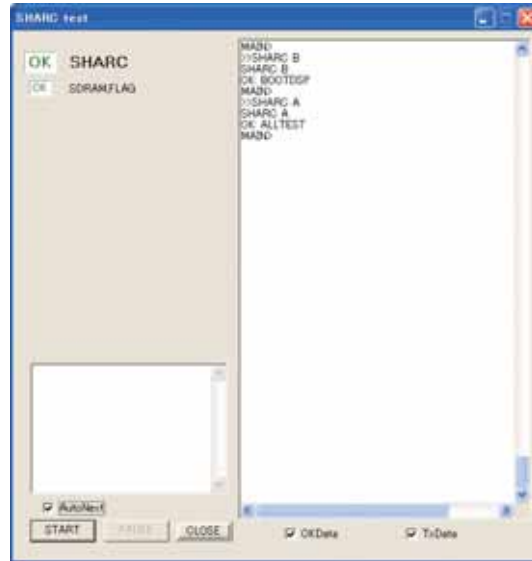 SHARC test
OK SHARC
OK SDRAM,FLAG
MAIN>
>>SHARC B
SHARC B
OK BOOTDSP
MAIN>
>>SHARC A
SHARC A
OK ALLTEST
MAIN>
AutoNext
START
CLOSE
OKData
TxData